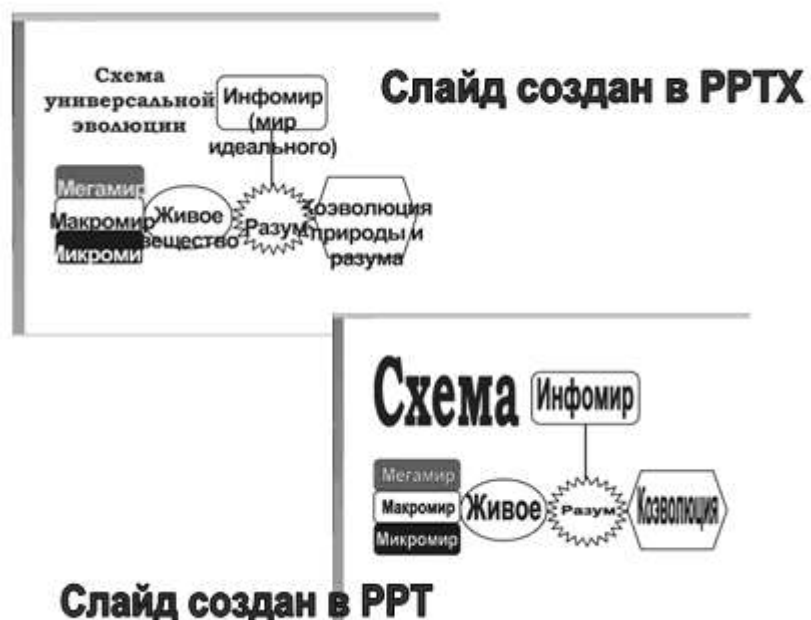 Схема
универсальной
эволюции
Инфомир
(мир
идеального)
Слайд создан в PPTX
Мегамир
Макромир
Микромир
Живое
вещество
Разум
Коэволюция
природы и
разума
Схема
Инфомир
Мегамир
Макромир
Микромир
Живое
Разум
Коэволюция
Слайд создан в PPT